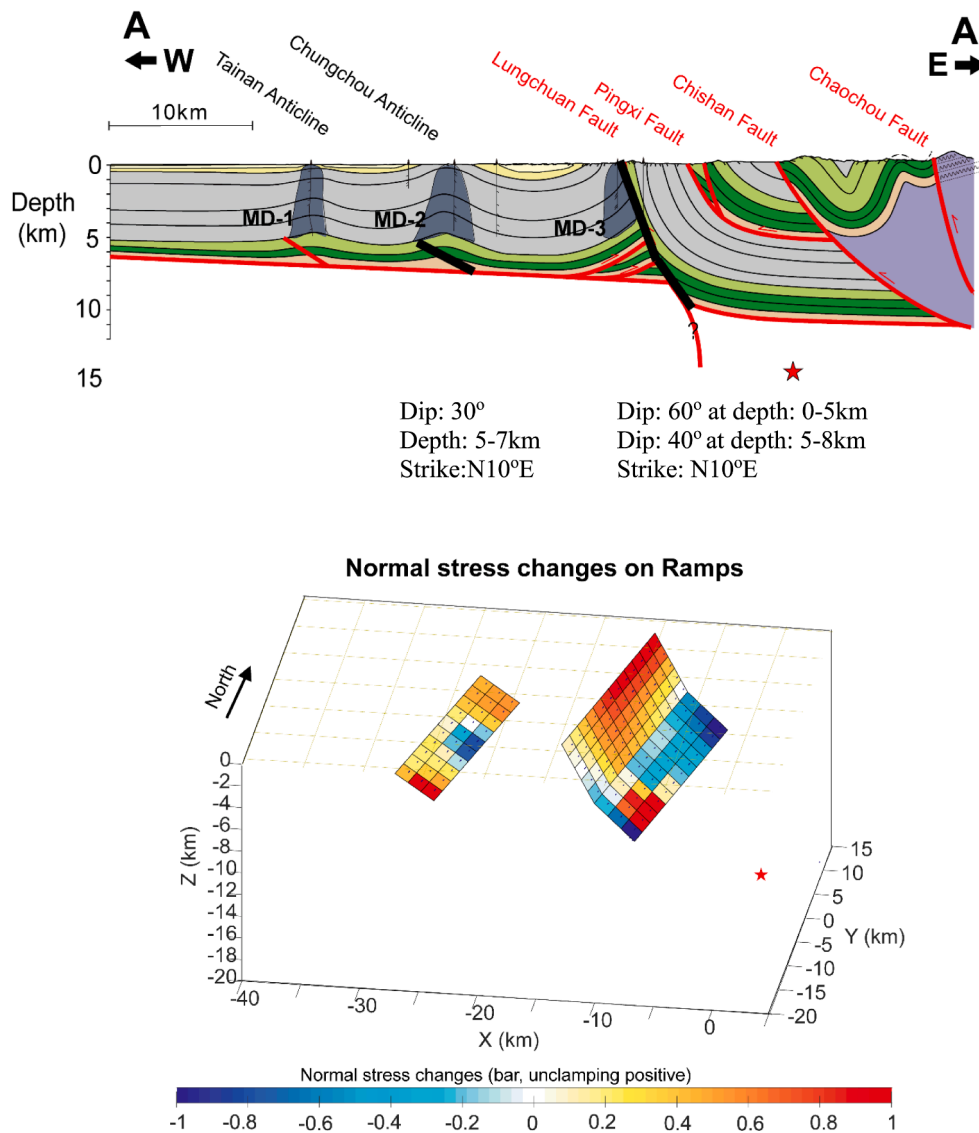 A
A
W
E
Tainan Anticline
Chungchou Anticline
Lungchuan Fault
Pingxi Fault
Chishan Fault
Chaochou Fault
10km
0
Depth
(km)
5
10
15
MD-1
MD-2
MD-3
?
Dip: 30º
Depth: 5-7km
Strike:N10ºE
Dip: 60º at depth: 0-5km
Dip: 40º at depth: 5-8km
Strike: N10ºE
Normal stress changes on Ramps
North
0
-2
-4
-6
-8
-10
-12
-14
-16
-18
-20
Z (km)
-40
-30
-20
-10
0
X (km)
15
10
5
0
-5
-10
-15
-20
Y (km)
Normal stress changes (bar, unclamping positive)
-1 -0.8 -0.6 -0.4 -0.2 0 0.2 0.4 0.6 0.8 1